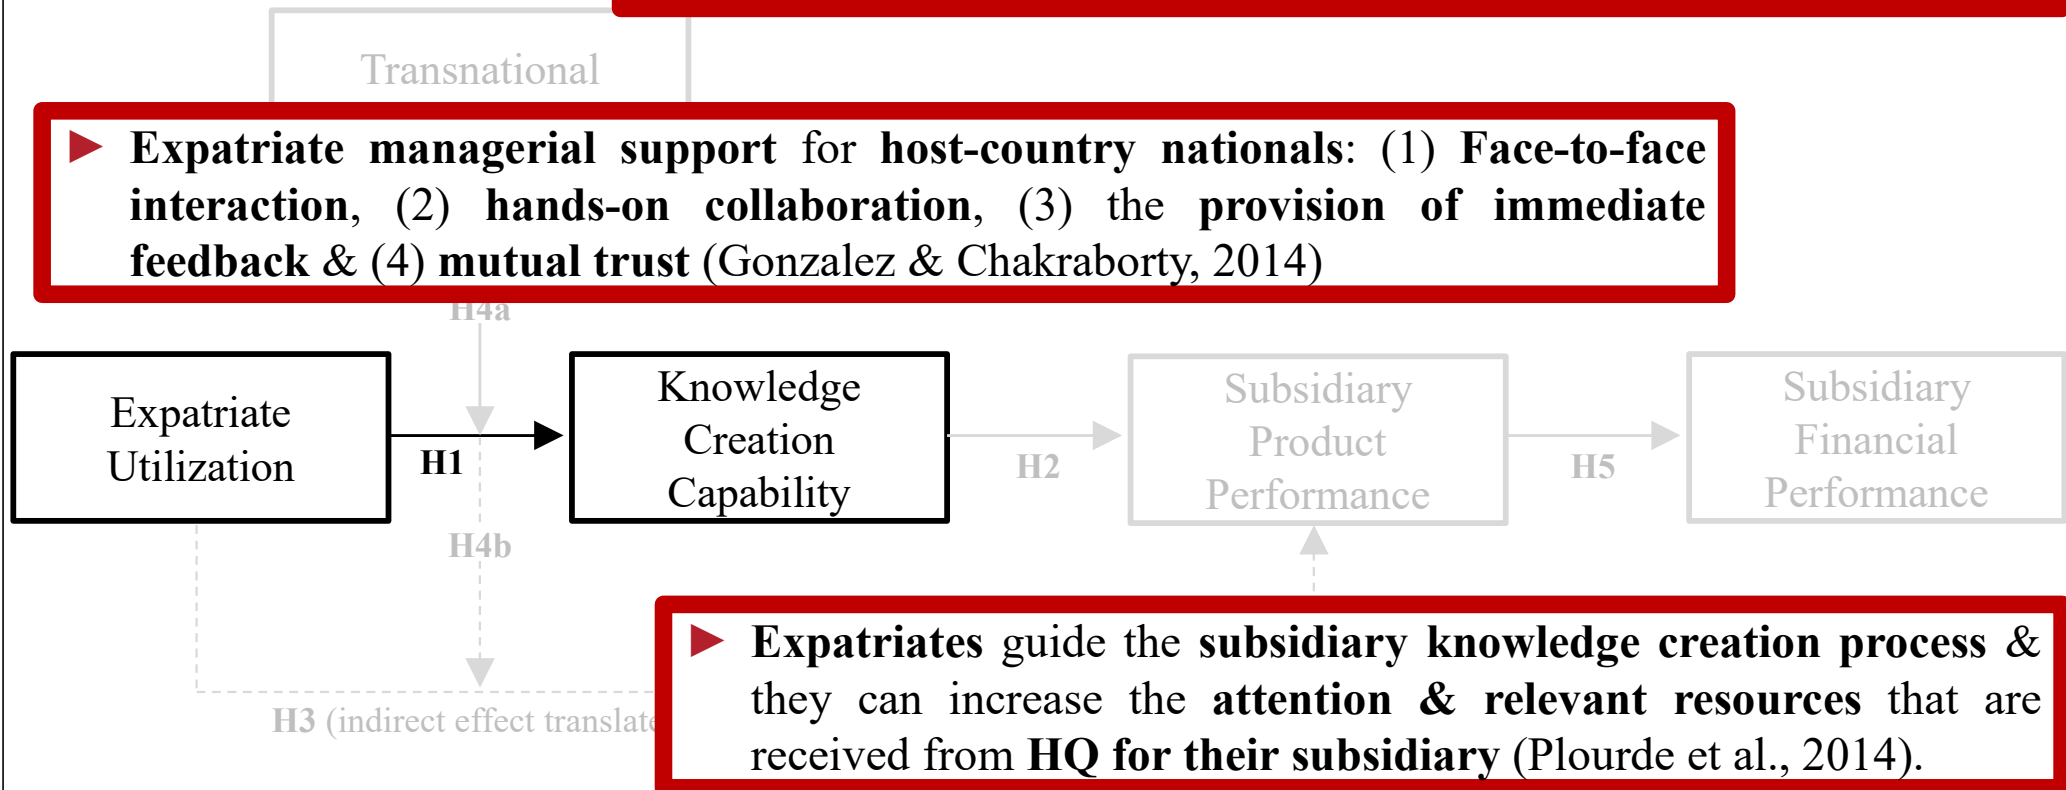 Transnational
► Expatriate managerial support for host-country nationals: (1) Face-to-face
interaction, (2) hands-on collaboration, (3) the provision of immediate
feedback & (4) mutual trust (Gonzalez & Chakraborty, 2014)
H4a
Expatriate
Utilization
H1
Knowledge
Creation
Capability
H2
Subsidiary
Product
Performance
H5
Subsidiary
Financial
Performance
H4b
H3 (indirect effect translate
► Expatriates guide the subsidiary knowledge creation process &
they can increase the attention & relevant resources that are
received from HQ for their subsidiary (Plourde et al., 2014).